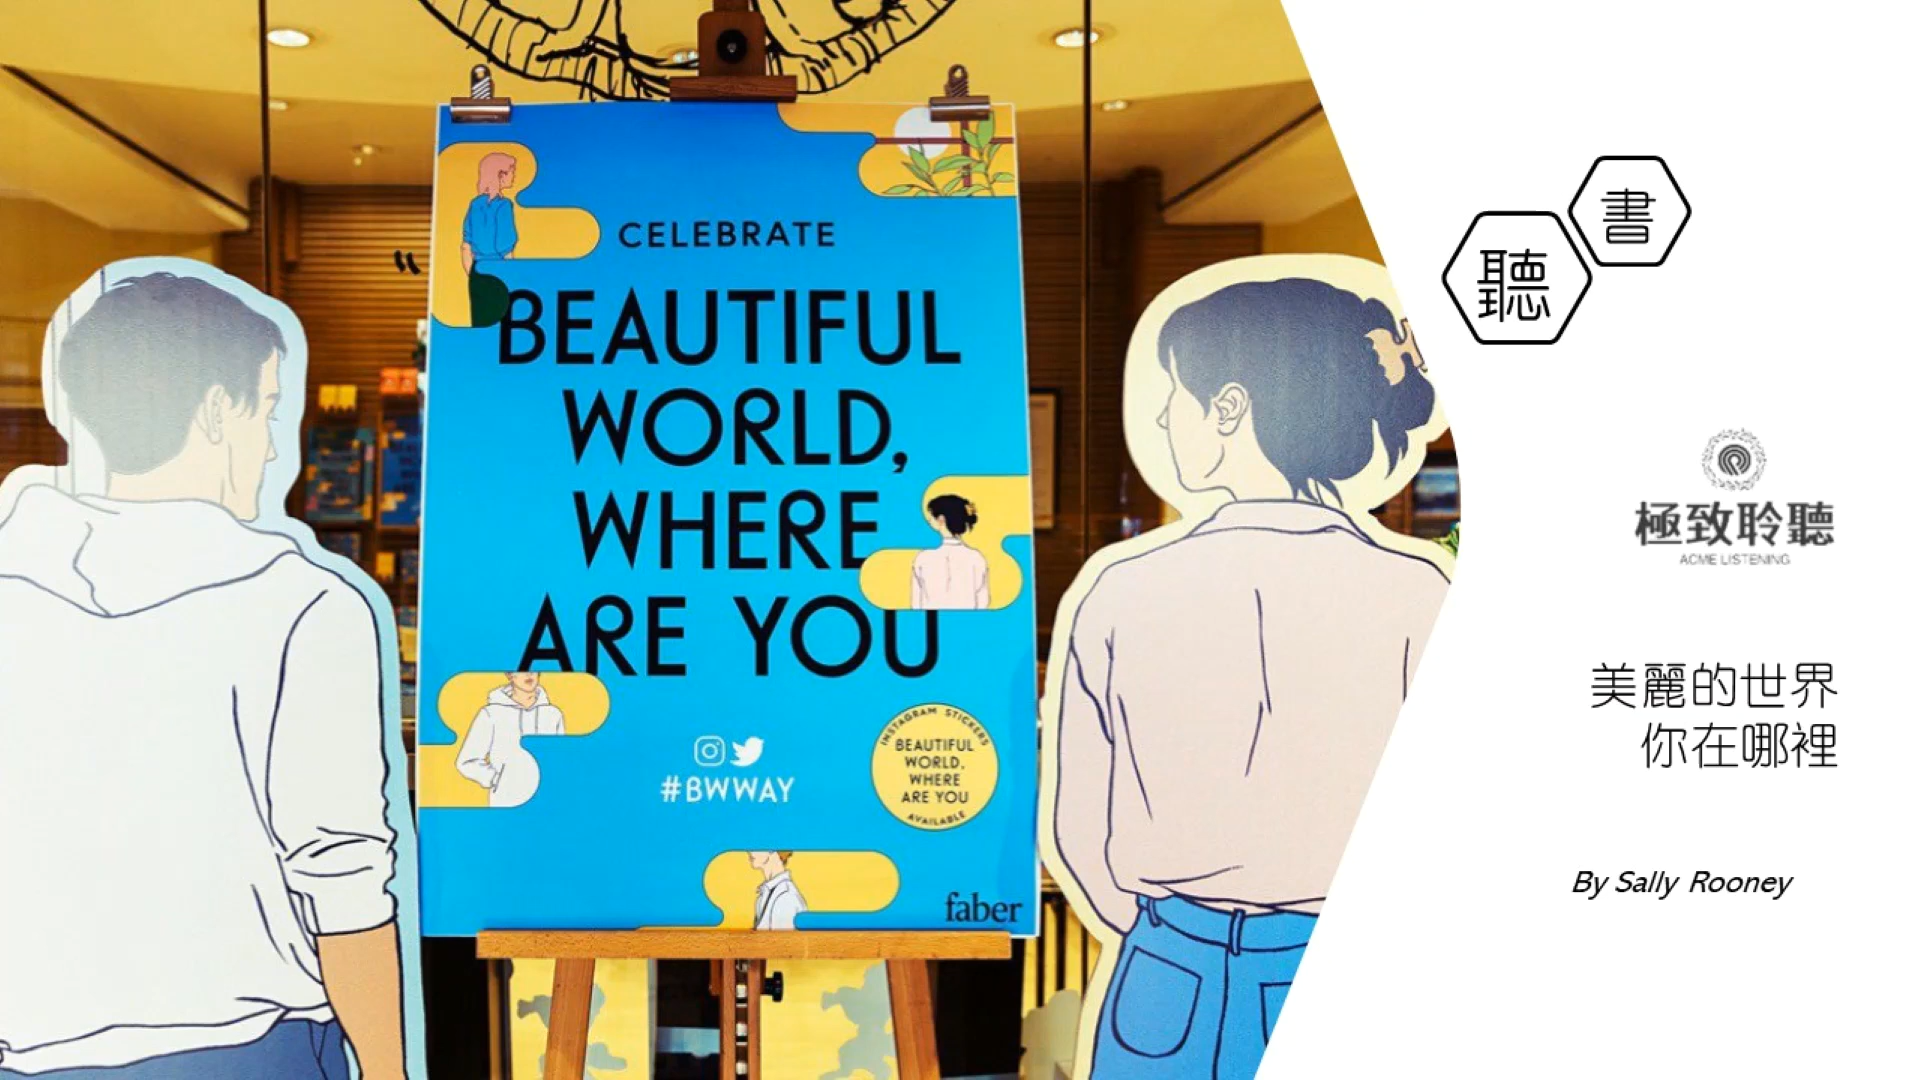 CELEBRATE
BEAUTIFUL
WORLD,
WHERE
ARE YOU
#BWWAY
INSTAGRAM STICKERS
BEAUTIFUL
WORLD,
WHERE
ARE YOU
AVAILABLE
faber
聽書
極致聆聽
ACME LISTENING
美麗的世界
你在哪裡
By Sally Rooney